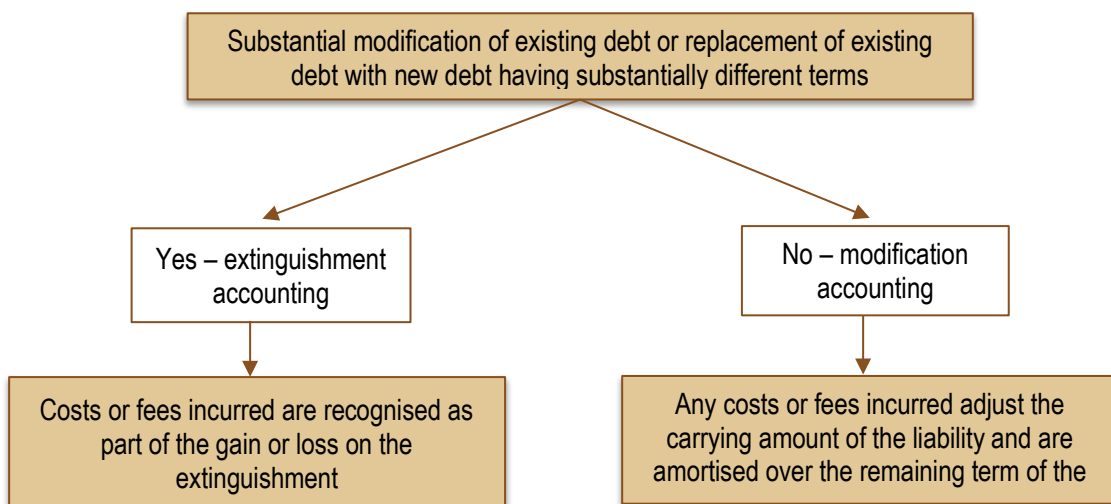 Substantial modification of existing debt or replacement of existing
debt with new debt having substantially different terms
Yes – extinguishment
accounting
No – modification
accounting
Costs or fees incurred are recognised as
part of the gain or loss on the
extinguishment
Any costs or fees incurred adjust the
carrying amount of the liability and are
amortised over the remaining term of the